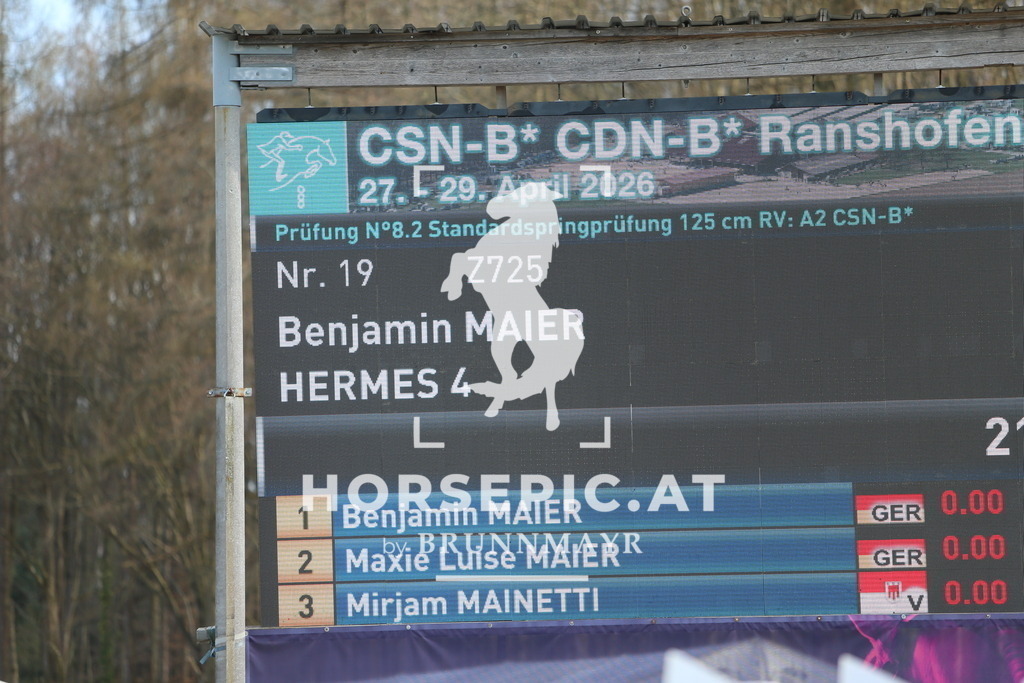 CSN-B* CDN-B* Ranshofen
27. - 29. April 2026
Prüfung N°8.2 Standardspringprüfung 125 cm RV: A2 CSN-B*
Nr. 19 Z725
Benjamin MAIER
HERMES 4
21
HORSEPIC.AT
1 Benjamin MAIER GER 0.00
by BRUNNMAYR
2 Maxie Luise MAIER GER 0.00
3 Mirjam MAINETTI V 0.00